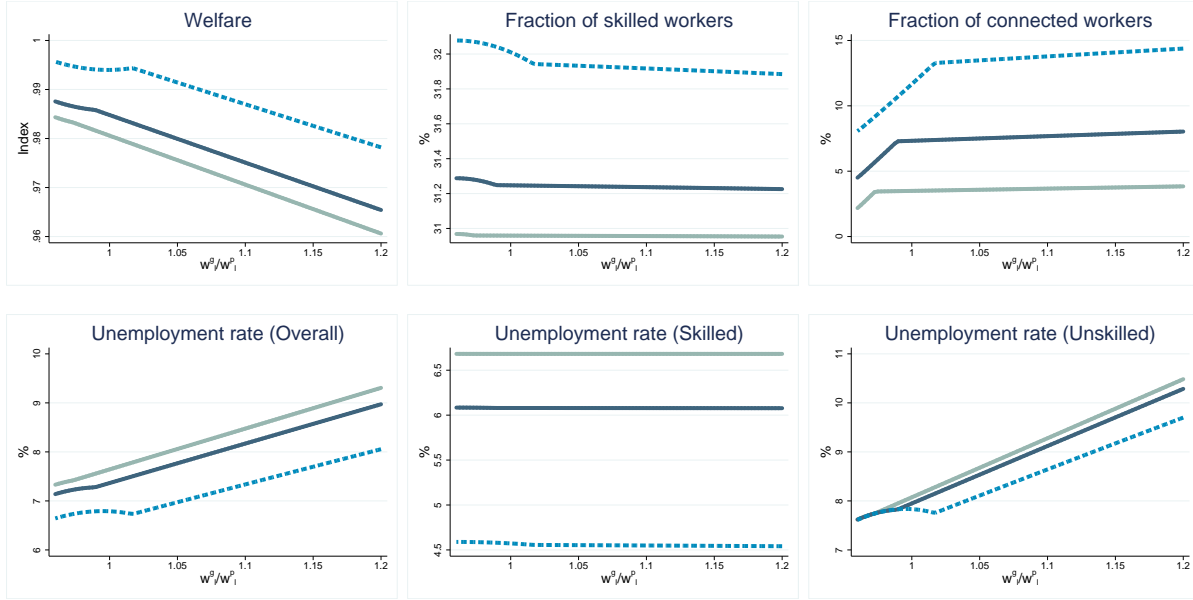 Welfare
Index
1
.99
.98
.97
.96
1 1.05 1.1 1.15 1.2
w^g_l/w^p_l
Fraction of skilled workers
%
32
31.8
31.6
31.4
31.2
31
1 1.05 1.1 1.15 1.2
w^g_l/w^p_l
Fraction of connected workers
%
15
10
5
0
1 1.05 1.1 1.15 1.2
w^g_l/w^p_l
Unemployment rate (Overall)
%
10
9
8
7
6
1 1.05 1.1 1.15 1.2
w^g_l/w^p_l
Unemployment rate (Skilled)
%
6.5
6
5.5
5
4.5
1 1.05 1.1 1.15 1.2
w^g_l/w^p_l
Unemployment rate (Unskilled)
%
11
10
9
8
7
1 1.05 1.1 1.15 1.2
w^g_l/w^p_l